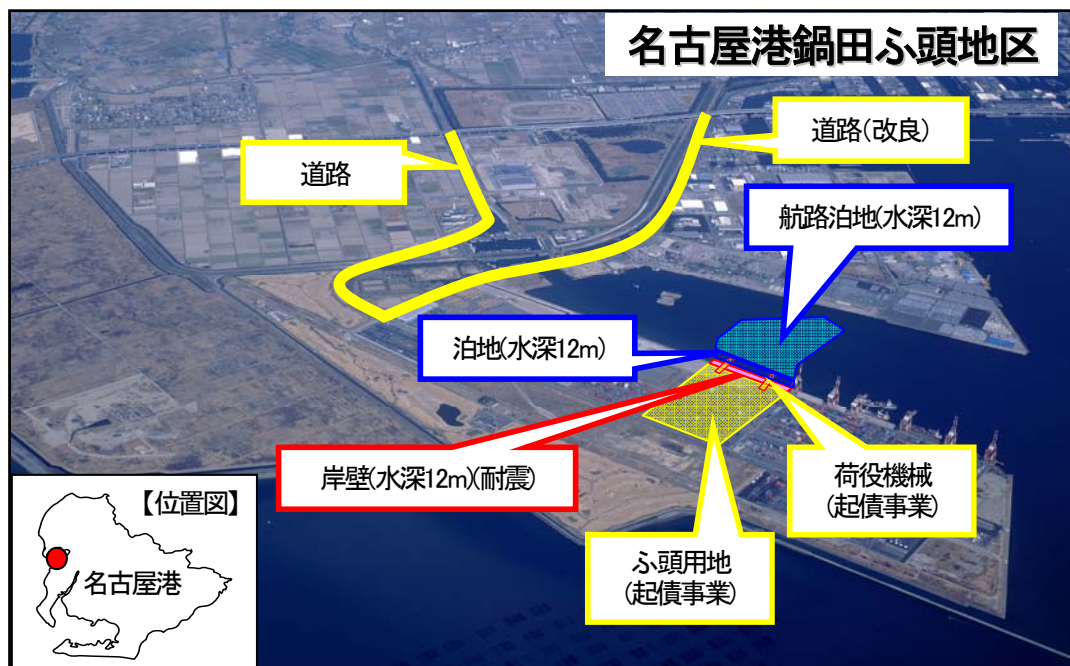 名古屋港鍋田ふ頭地区
道路(改良)
道路
航路泊地(水深12m)
泊地(水深12m)
岸壁(水深12m)(耐震)
荷役機械
(起債事業)
ふ頭用地
(起債事業)
【位置図】
名古屋港